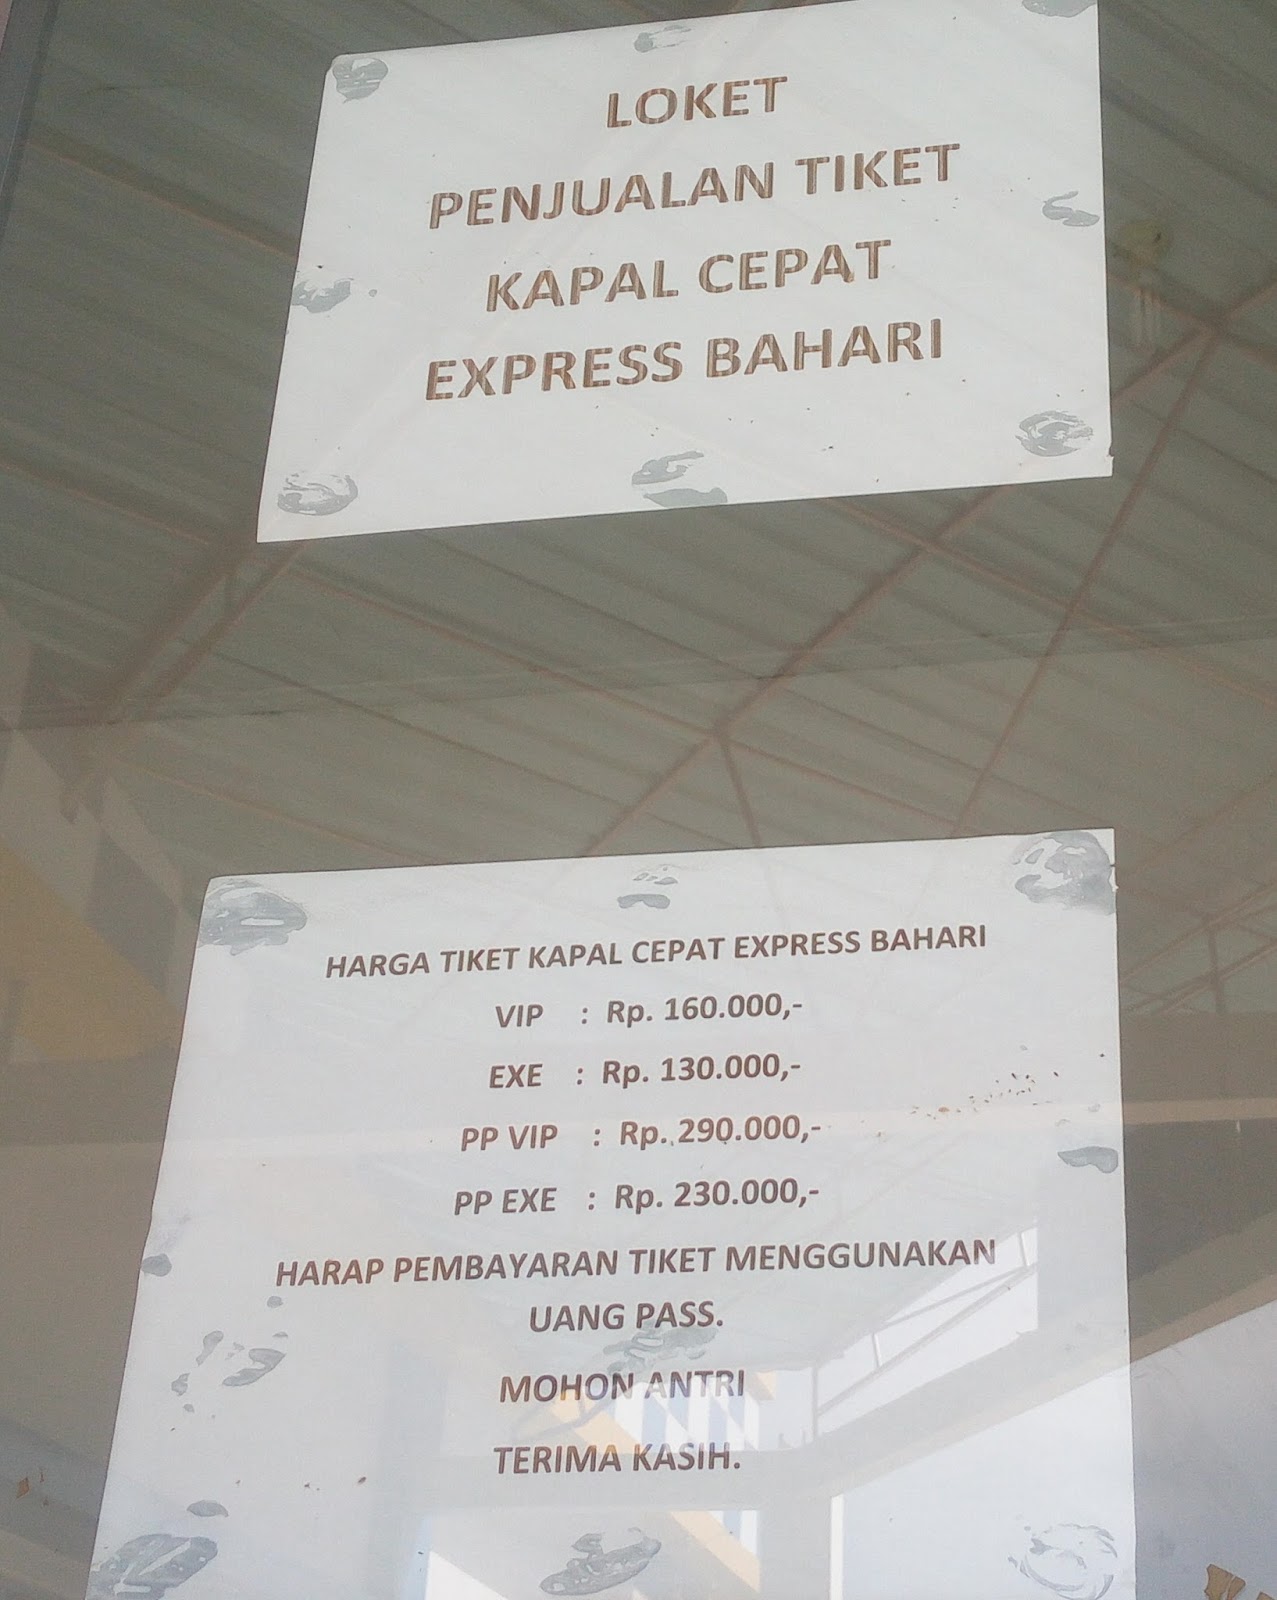 LOKET
PENJUALAN TIKET
KAPAL CEPAT
EXPRESS BAHARI
HARGA TIKET KAPAL CEPAT EXPRESS BAHARI
VIP : Rp. 160.000,-
EXE : Rp. 130.000,-
PP VIP : Rp. 290.000,-
PP EXE : Rp. 230.000,-
HARAP PEMBAYARAN TIKET MENGGUNAKAN
UANG PASS.
MOHON ANTRI
TERIMA KASIH.